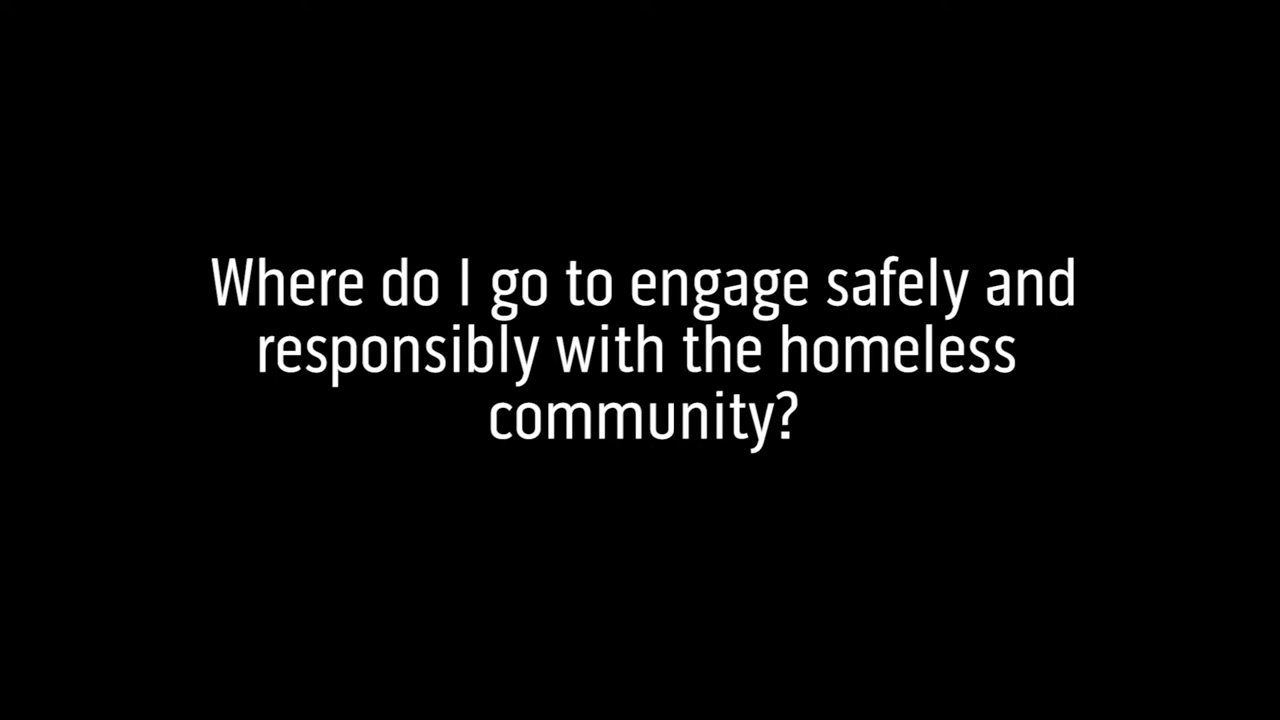 Where do I go to engage safely and
responsibly with the homeless
community?